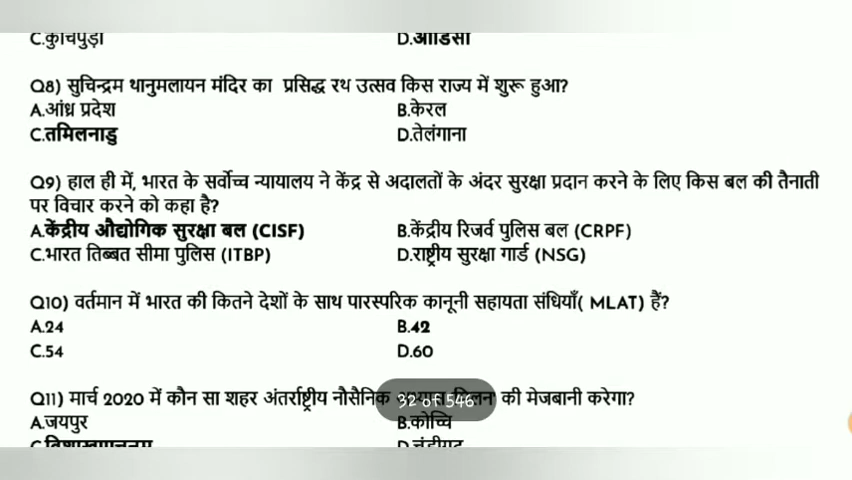 C.कुचिपुड़ी D.ओडिसी
Q8) सुचिन्द्रम थानुमलायन मंदिर का प्रसिद्ध रथ उत्सव किस राज्य में शुरू हुआ?
A.आंध्र प्रदेश B.केरल
C.तमिलनाडु D.तेलंगाना
Q9) हाल ही में, भारत के सर्वोच्च न्यायालय ने केंद्र से अदालतों के अंदर सुरक्षा प्रदान करने के लिए किस बल की तैनाती
पर विचार करने को कहा है?
A.केंद्रीय औद्योगिक सुरक्षा बल (CISF) B.केंद्रीय रिजर्व पुलिस बल (CRPF)
C.भारत तिब्बत सीमा पुलिस (ITBP) D.राष्ट्रीय सुरक्षा गार्ड (NSG)
Q10) वर्तमान में भारत की कितने देशों के साथ पारस्परिक कानूनी सहायता संधियाँ( MLAT) हैं?
A.24 B.42
C.54 D.60
Q11) मार्च 2020 में कौन सा शहर अंतर्राष्ट्रीय नौसैनिक की मेजबानी करेगा?
32 of 546
A.जयपुर B.कोच्चि